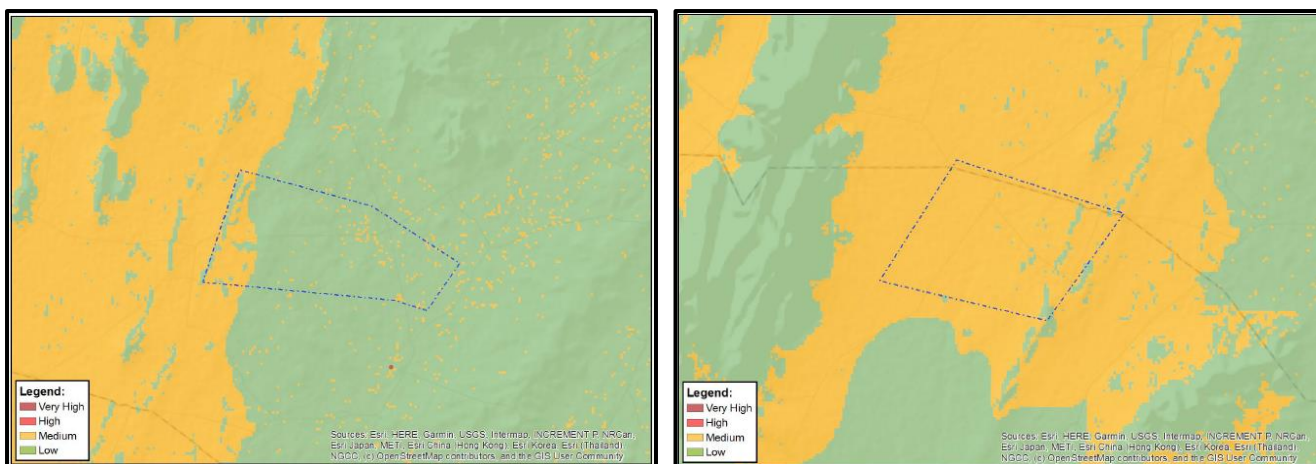 Legend:
Very High
High
Medium
Low
Sources: Esri, HERE, Garmin, USGS, Intermap, INCREMENT P, NRCan,
Esri Japan, METI, Esri China (Hong Kong), Esri Korea, Esri (Thailand),
NGCC, (c) OpenStreetMap contributors, and the GIS User Community
Legend:
Very High
High
Medium
Low
Sources: Esri, HERE, Garmin, USGS, Intermap, INCREMENT P, NRCan,
Esri Japan, METI, Esri China (Hong Kong), Esri Korea, Esri (Thailand),
NGCC, (c) OpenStreetMap contributors, and the GIS User Community